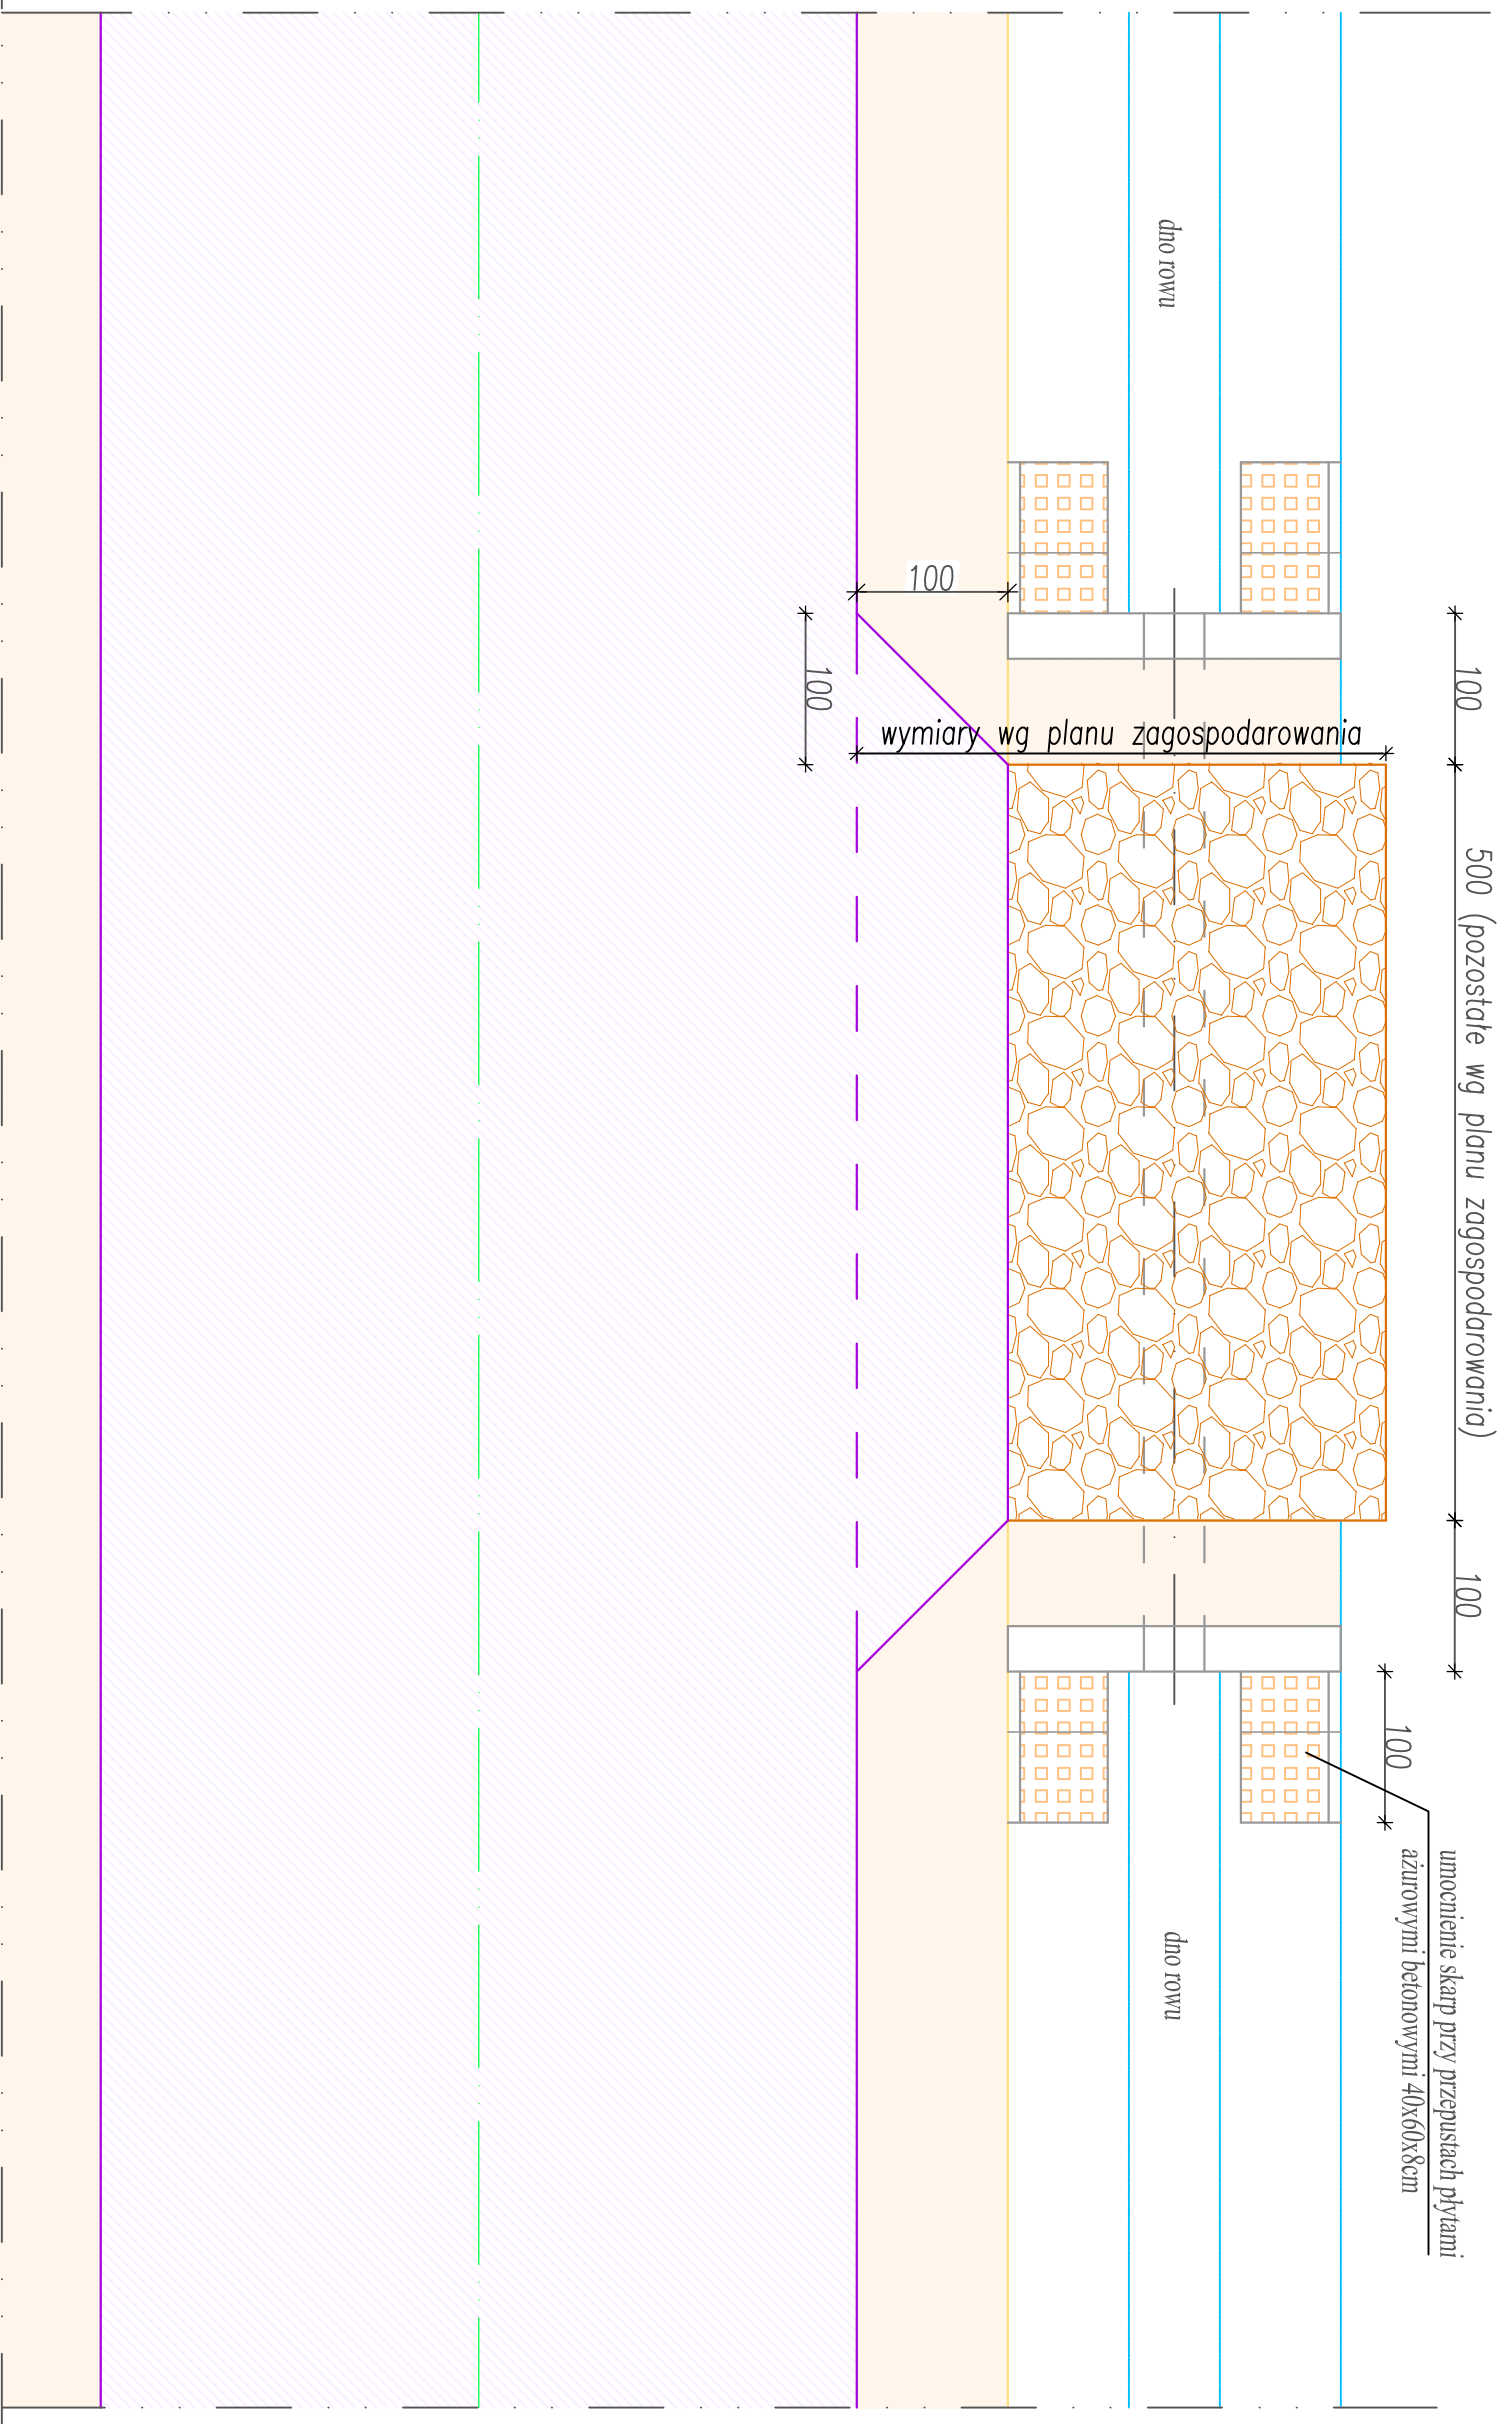 dno rowu
100
100
100
wymiary wg planu zagospodarowania
500 (pozostałe wg planu zagospodarowania)
100
100
umocnienie skarp przy przepustach płytami
ażurowymi betonowymi 40x60x8cm
dno rowu